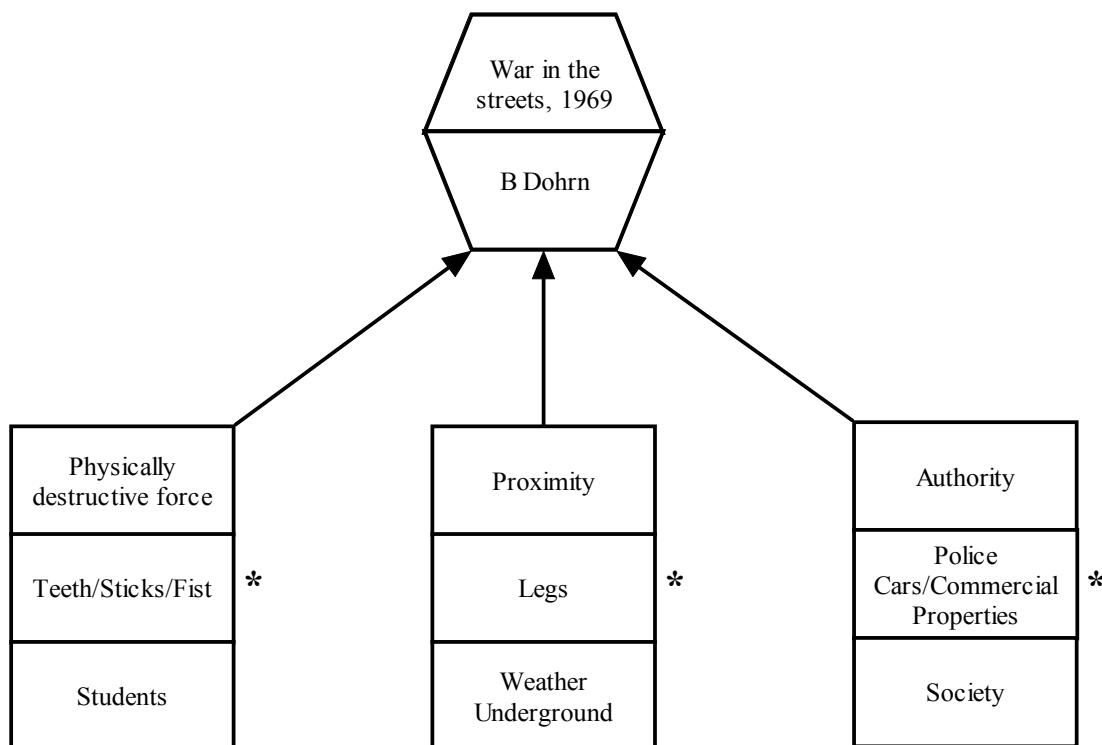 War in the
streets, 1969
B Dohrn
Physically
destructive force
Teeth/Sticks/Fist
*
Students
Proximity
Legs
*
Weather
Underground
Authority
Police
Cars/Commercial
Properties
*
Society